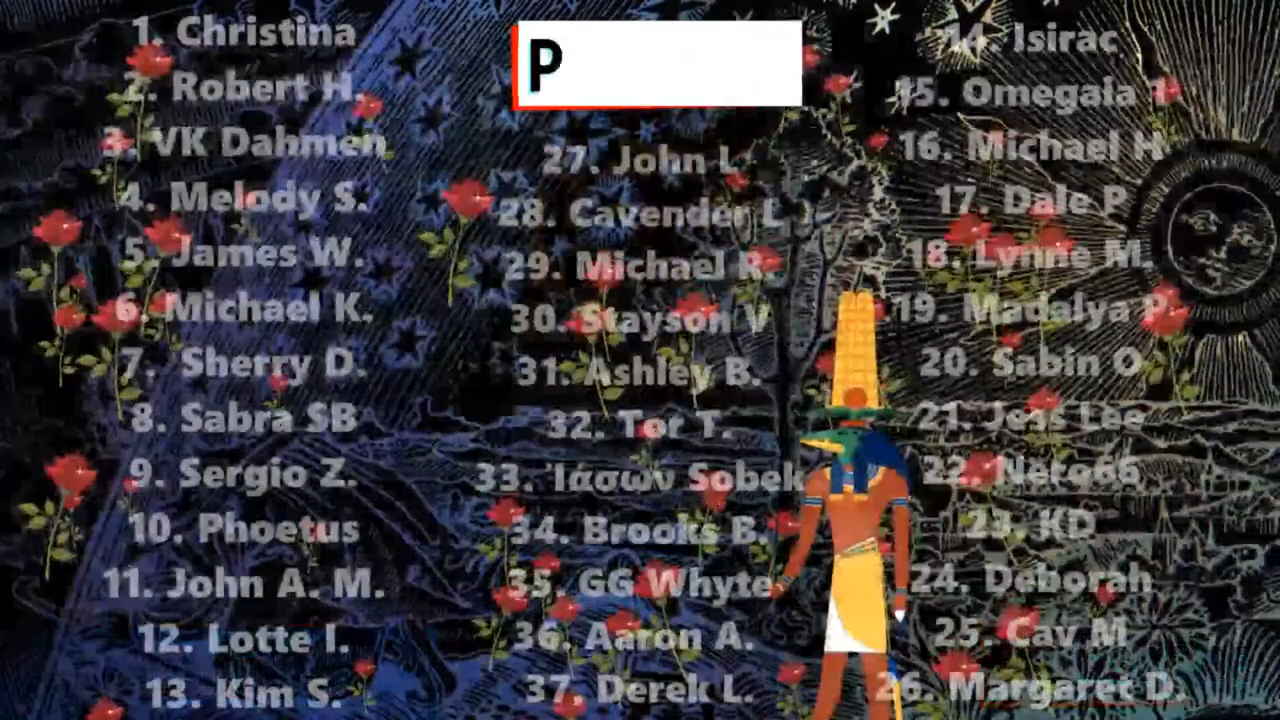 1. Christina
2. Robert H.
3. VK Dahmen
4. Melody S.
5. James W.
6. Michael K.
7. Sherry D.
8. Sabra SB
9. Sergio Z.
10. Phoetus
11. John A. M.
12. Lotte I.
13. Kim S.
P
27. John L.
28. Cavender L.
29. Michael R.
30. Stayson V
31. Ashley B.
32. Tor T.
33. Ἰάσων Sobek
34. Brooks B.
35. GG Whyte
36. Aaron A.
37. Derek L.
14. Isirac
15. Omegaia 1
16. Michael H
17. Dale P
18. Lynne M.
19. Madalya P.
20. Sabin O
21. Jess Lee
22. Nero66
23. KD
24. Deborah
25. Cav M
26. Margaret D.